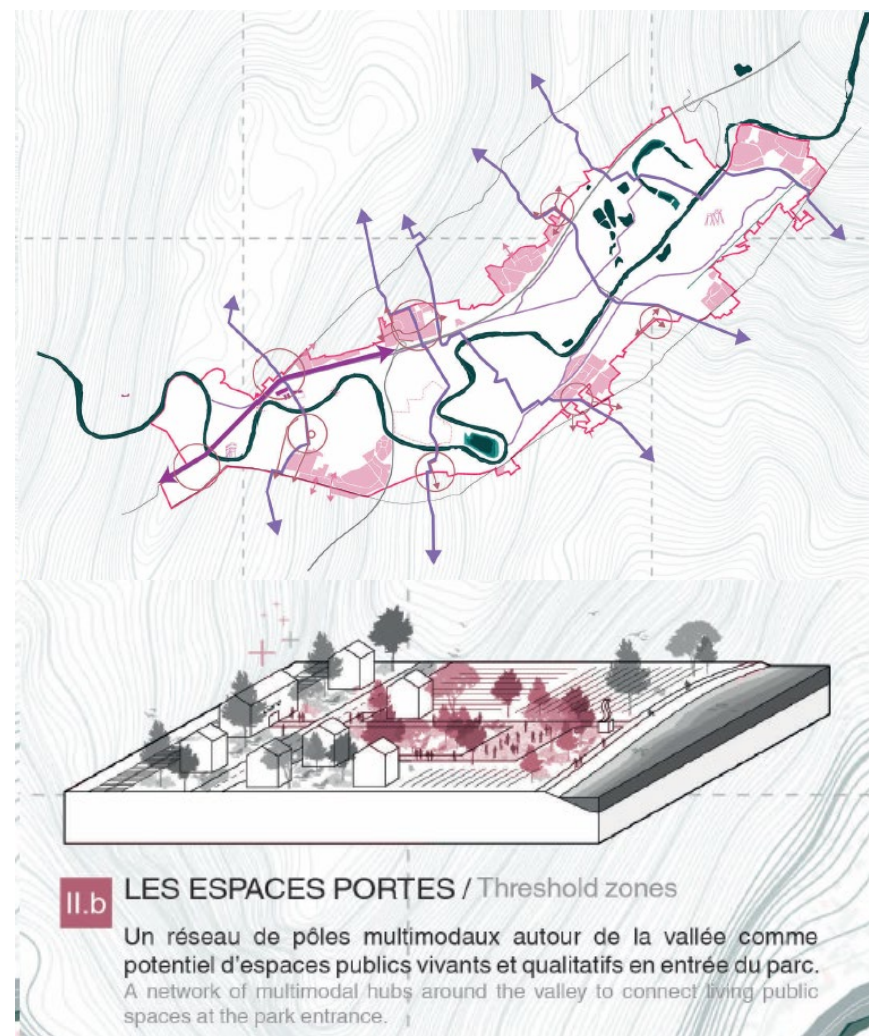 II.b
LES ESPACES PORTES / Threshold zones
Un réseau de pôles multimodaux autour de la vallée comme
potentiel d'espaces publics vivants et qualitatifs en entrée du parc.
A network of multimodal hubs around the valley to connect living public
spaces at the park entrance.